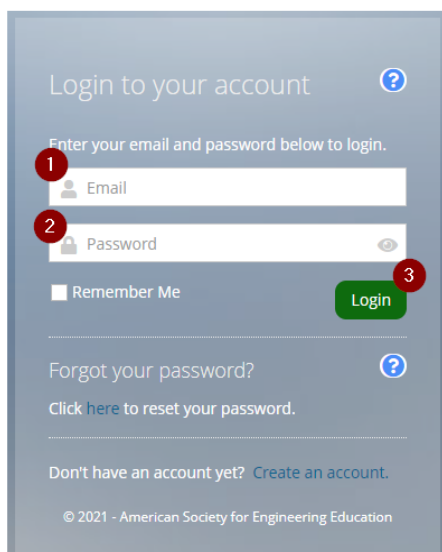 Login to your account ?
Enter your email and password below to login.
1
Email
2
Password
Remember Me
3
Login
Forgot your password? ?
Click here to reset your password.
Don't have an account yet? Create an account.
© 2021 - American Society for Engineering Education